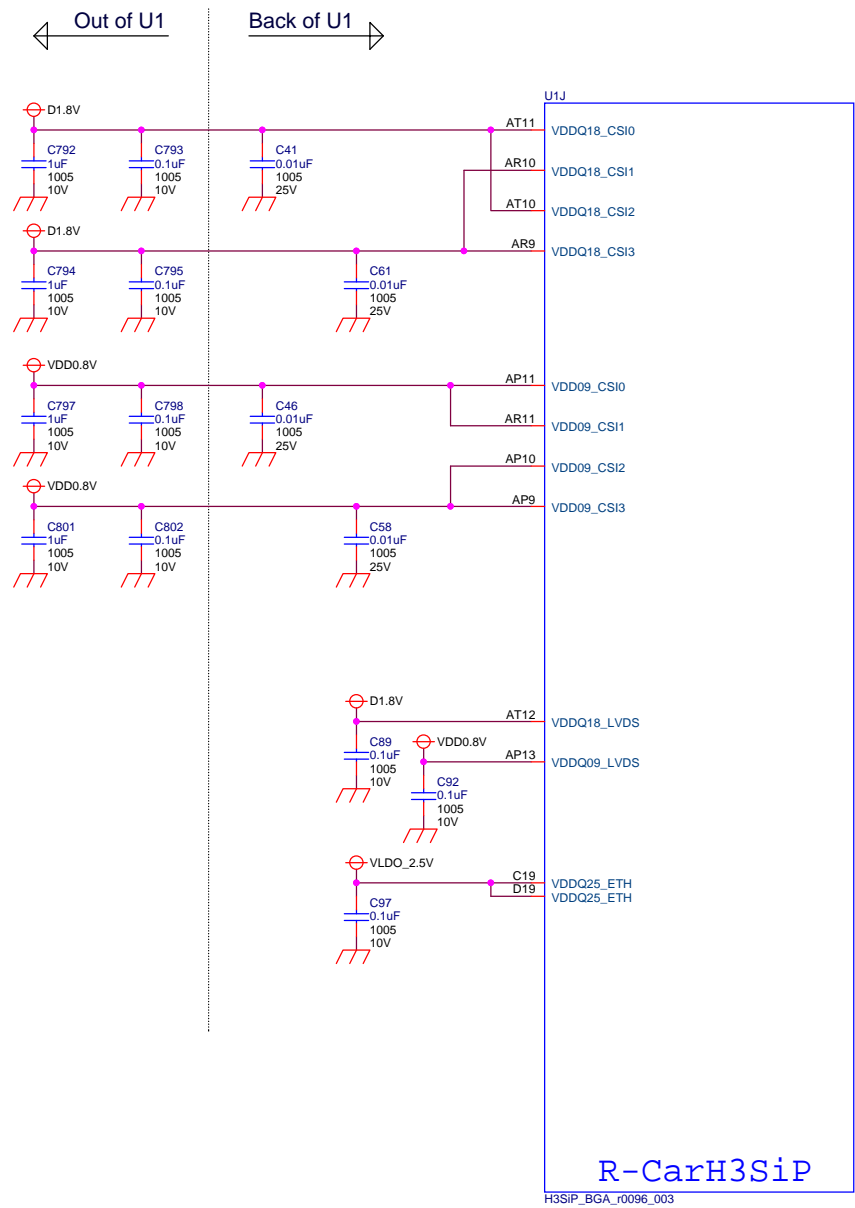 Out of U1
Back of U1
U1J
D1.8V
AT11 VDDQ18_CSI0
C792
1uF
1005
10V
C793
0.1uF
1005
10V
C41
0.01uF
1005
25V
AR10 VDDQ18_CSI1
AT10 VDDQ18_CSI2
D1.8V
AR9 VDDQ18_CSI3
C794
1uF
1005
10V
C795
0.1uF
1005
10V
C61
0.01uF
1005
25V
VDD0.8V
AP11 VDD09_CSI0
C797
1uF
1005
10V
C798
0.1uF
1005
10V
C46
0.01uF
1005
25V
AR11 VDD09_CSI1
AP10 VDD09_CSI2
VDD0.8V
AP9 VDD09_CSI3
C801
1uF
1005
10V
C802
0.1uF
1005
10V
C58
0.01uF
1005
25V
D1.8V
AT12 VDDQ18_LVDS
C89
0.1uF
1005
10V
VDD0.8V
AP13 VDDQ09_LVDS
C92
0.1uF
1005
10V
VLDO_2.5V
C19 VDDQ25_ETH
D19 VDDQ25_ETH
C97
0.1uF
1005
10V
R-CarH3SiP
H3SiP_BGA_r0096_003